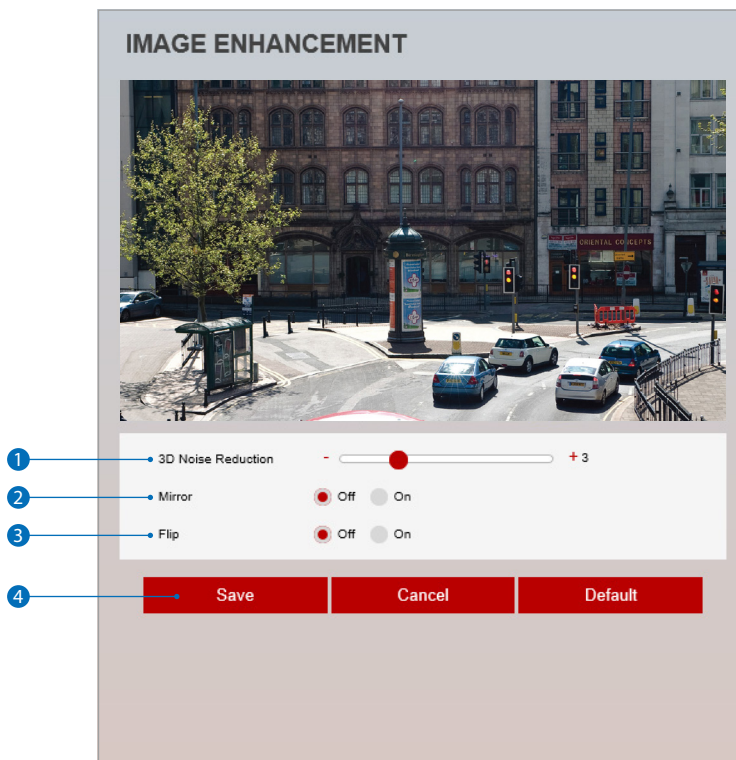 IMAGE ENHANCEMENT
ORIENTAL CONCEPTS
1 3D Noise Reduction - + 3
2 Mirror Off On
3 Flip Off On
4 Save Cancel Default